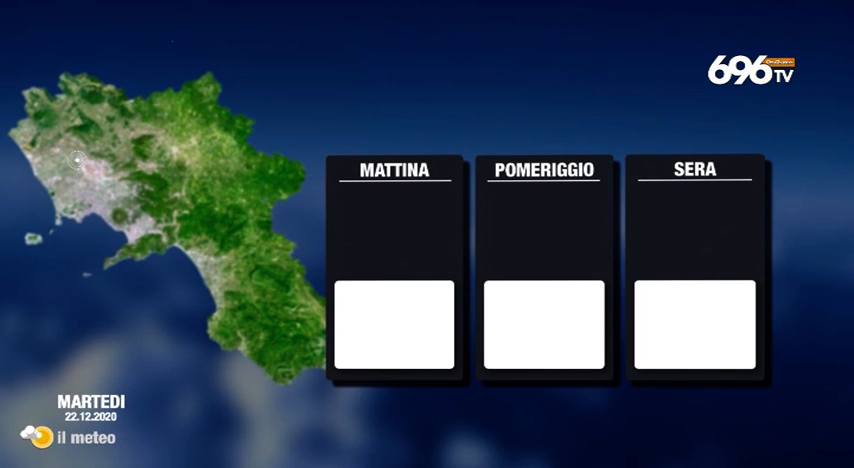 696
TV
MATTINA
POMERIGGIO
SERA
MARTEDI
22.12.2020
il meteo